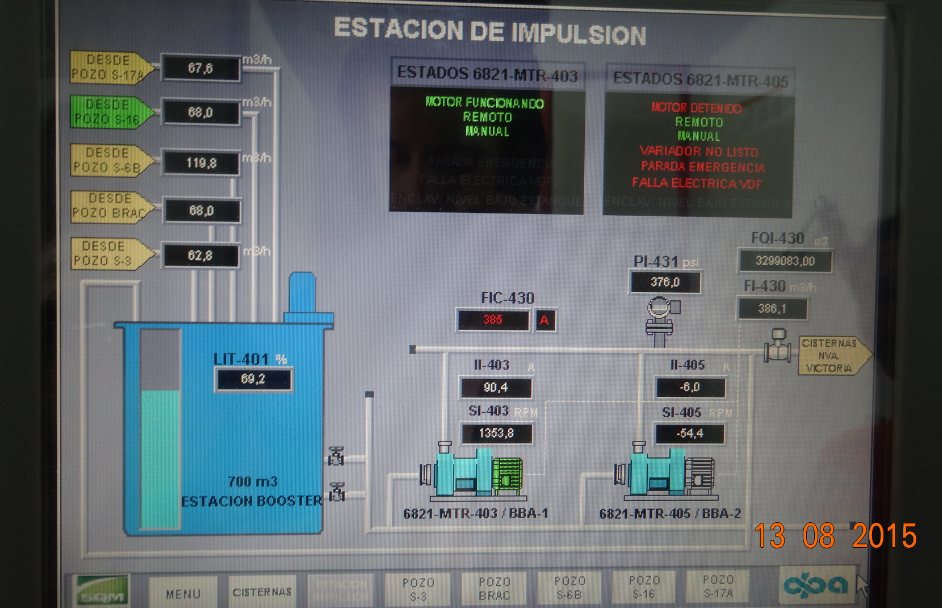 ESTACION DE IMPULSION
DESDE
POZO S-17A
67,6
m3/h
DESDE
POZO S-16
68,0
m3/h
DESDE
POZO S-6B
119,8
m3/h
DESDE
POZO BRAC
68,0
DESDE
POZO S-3
62,8
m3/h
ESTADOS 6821-MTR-403
MOTOR FUNCIONANDO
REMOTO
MANUAL
PARADA EMERGENCIA
FALLA ELECTRICA VDF
ENCLAV. NIVEL BAJO ESTANQUE
ESTADOS 6821-MTR-405
MOTOR DETENIDO
REMOTO
MANUAL
VARIADOR NO LISTO
PARADA EMERGENCIA
FALLA ELECTRICA VDF
ENCLAV. NIVEL BAJO ESTANQUE
FQI-430 m3
3299083,00
PI-431 psi
376,0
FI-430 m3/h
386,1
FIC-430
385
A
CISTERNAS
NVA.
VICTORIA
LIT-401 %
69,2
II-403 A
90,4
SI-403 RPM
1353,8
II-405 A
-6,0
SI-405 RPM
-54,4
700 m3
ESTACION BOOSTER
6821-MTR-403 / BBA-1
6821-MTR-405 / BBA-2
13 08 2015
SQM
MENU
CISTERNAS
POZO
S-3
POZO
BRAC
POZO
S-6B
POZO
S-16
POZO
S-17A